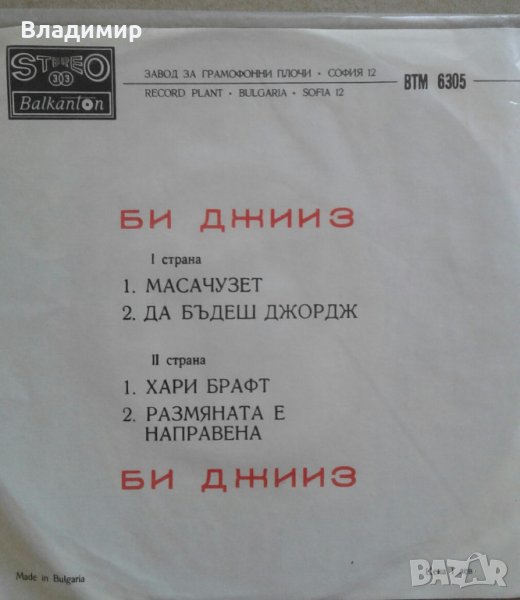 Владимир
STEREO
33
Balkanton
ЗАВОД ЗА ГРАМОФОННИ ПЛОЧИ • СОФИЯ 12
RECORD PLANT • BULGARIA • SOFIA 12
ВТМ 6305
БИ ДЖИИЗ
I страна
1. МАСАЧУЗЕТ
2. ДА БЪДЕШ ДЖОРДЖ
II страна
1. ХАРИ БРАФТ
2. РАЗМЯНАТА Е
НАПРАВЕНА
БИ ДЖИИЗ
Made in Bulgaria
bazar